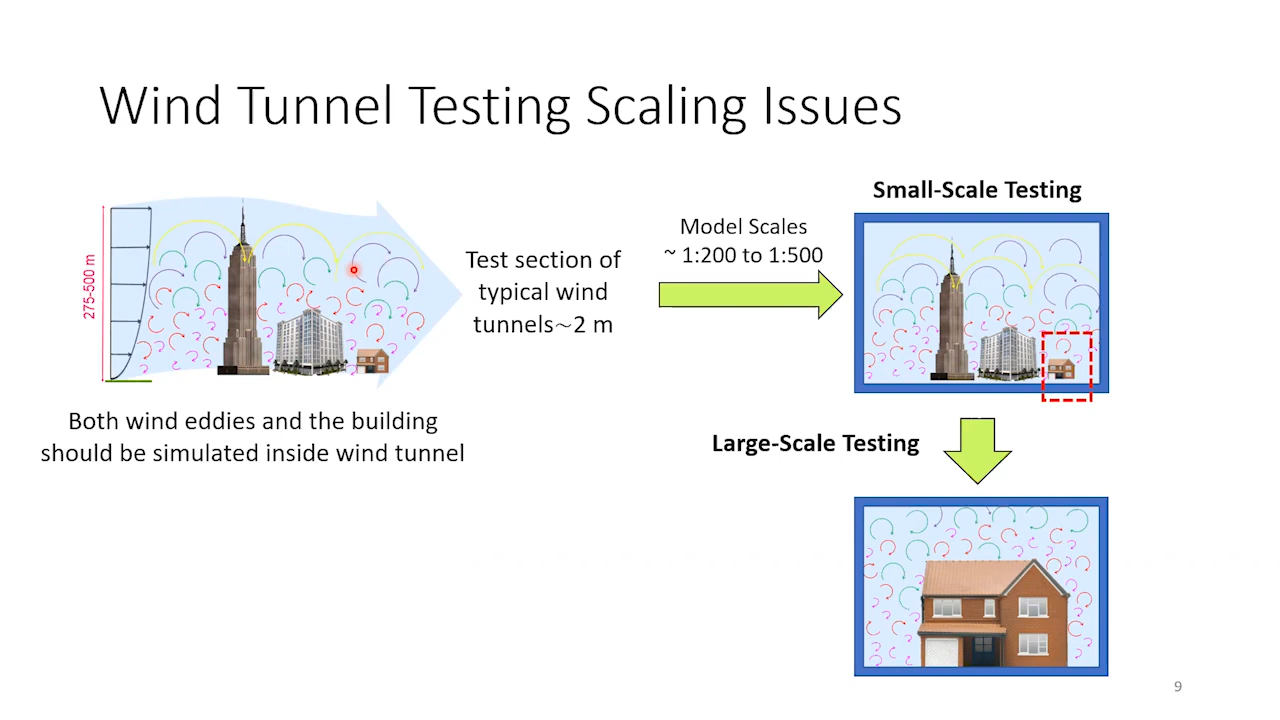 Wind Tunnel Testing Scaling Issues
275-500 m
Both wind eddies and the building
should be simulated inside wind tunnel
Test section of
typical wind
tunnels~2 m
Model Scales
~ 1:200 to 1:500
Small-Scale Testing
Large-Scale Testing
9